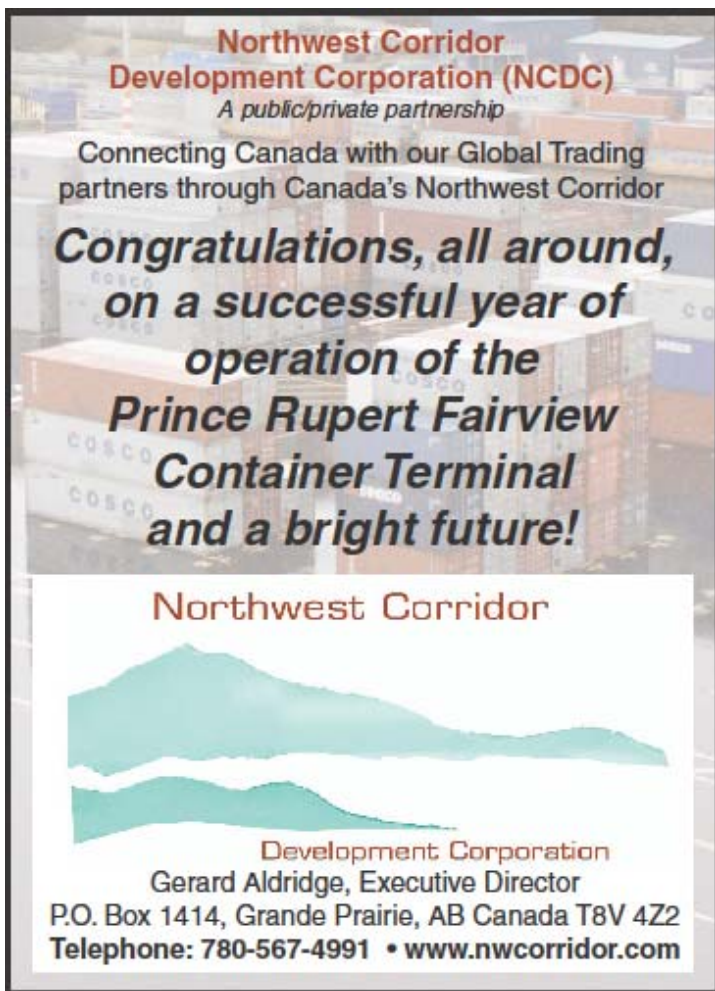 Northwest Corridor
Development Corporation (NCDC)
A public/private partnership
Connecting Canada with our Global Trading
partners through Canada's Northwest Corridor
Congratulations, all around,
on a successful year of
operation of the
Prince Rupert Fairview
Container Terminal
and a bright future!
COSCO
COSCO
COSCO
Northwest Corridor
Development Corporation
Gerard Aldridge, Executive Director
P.O. Box 1414, Grande Prairie, AB Canada T8V 4Z2
Telephone: 780-567-4991 • www.nwcorridor.com